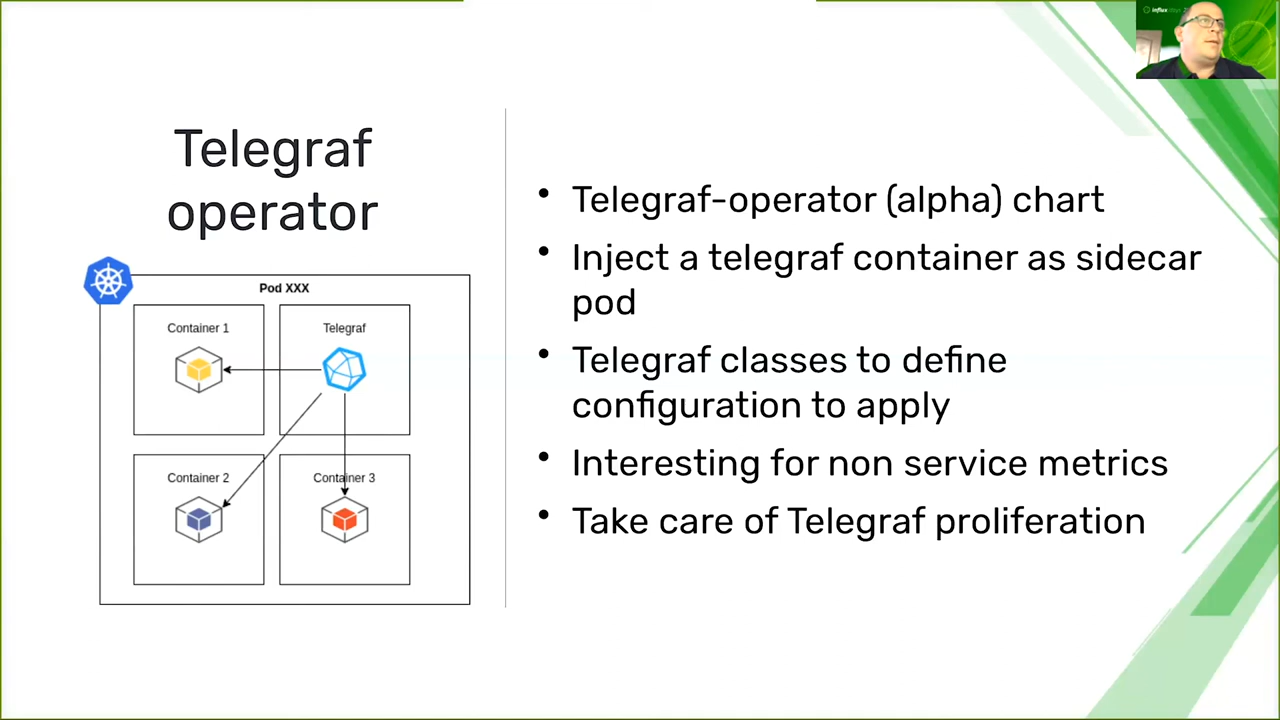 Telegraf
operator
Pod XXX
Container 1
Telegraf
Container 2
Container 3
• Telegraf-operator (alpha) chart
• Inject a telegraf container as sidecar
pod
• Telegraf classes to define
configuration to apply
• Interesting for non service metrics
• Take care of Telegraf proliferation
influx